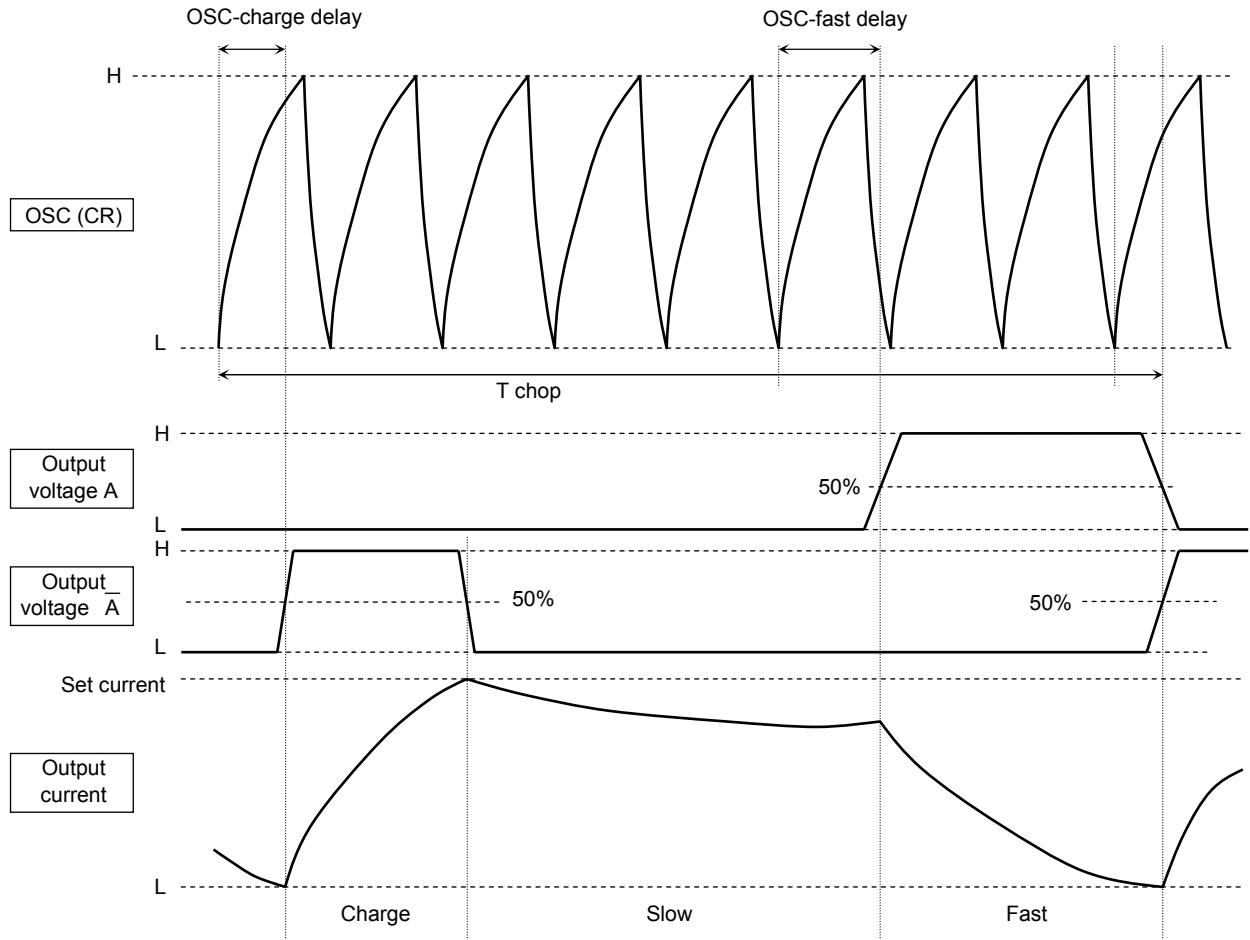 OSC-charge delay
OSC-fast delay
H
OSC (CR)
L
T chop
H
Output
voltage A
50%
L
H
Output
voltage A̅
50%
50%
L
Set current
Output
current
L
Charge
Slow
Fast